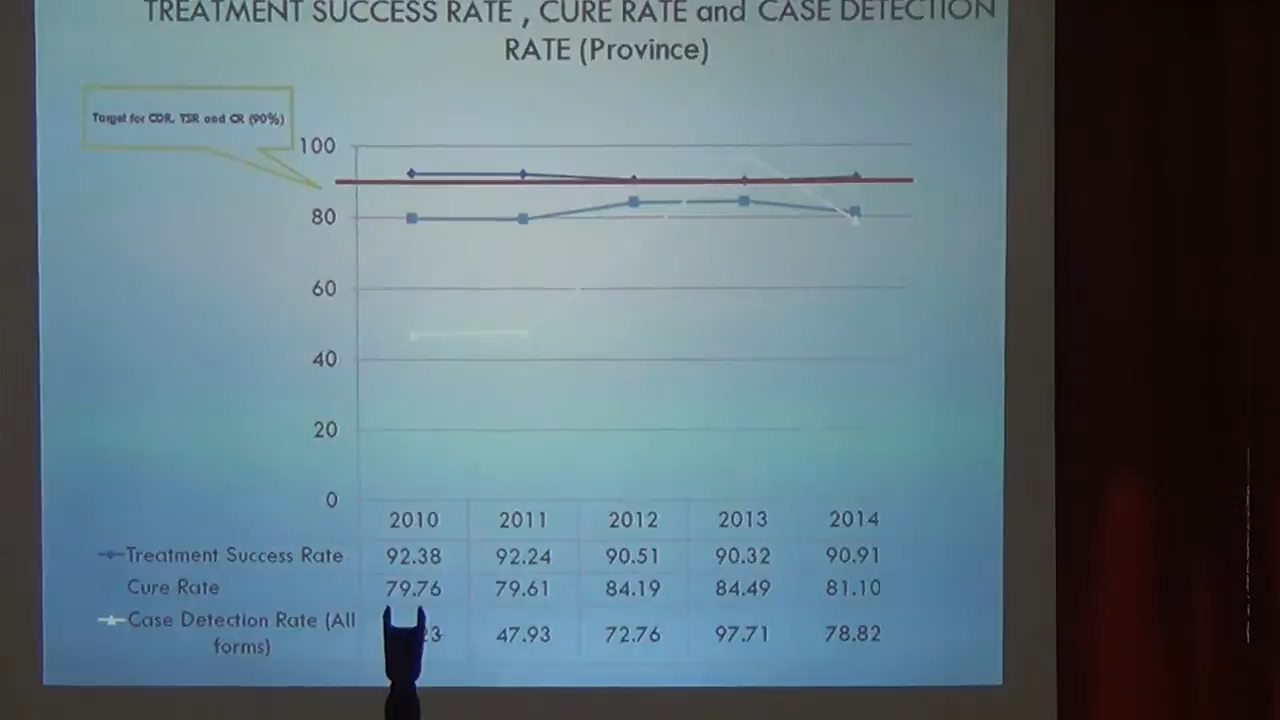 TREATMENT SUCCESS RATE , CURE RATE and CASE DETECTION
RATE (Province)
Target for CDR, TSR and CR (90%)
100
80
60
40
20
0
2010 2011 2012 2013 2014
Treatment Success Rate 92.38 92.24 90.51 90.32 90.91
Cure Rate 79.76 79.61 84.19 84.49 81.10
Case Detection Rate (All
forms) 47.93 72.76 97.71 78.82